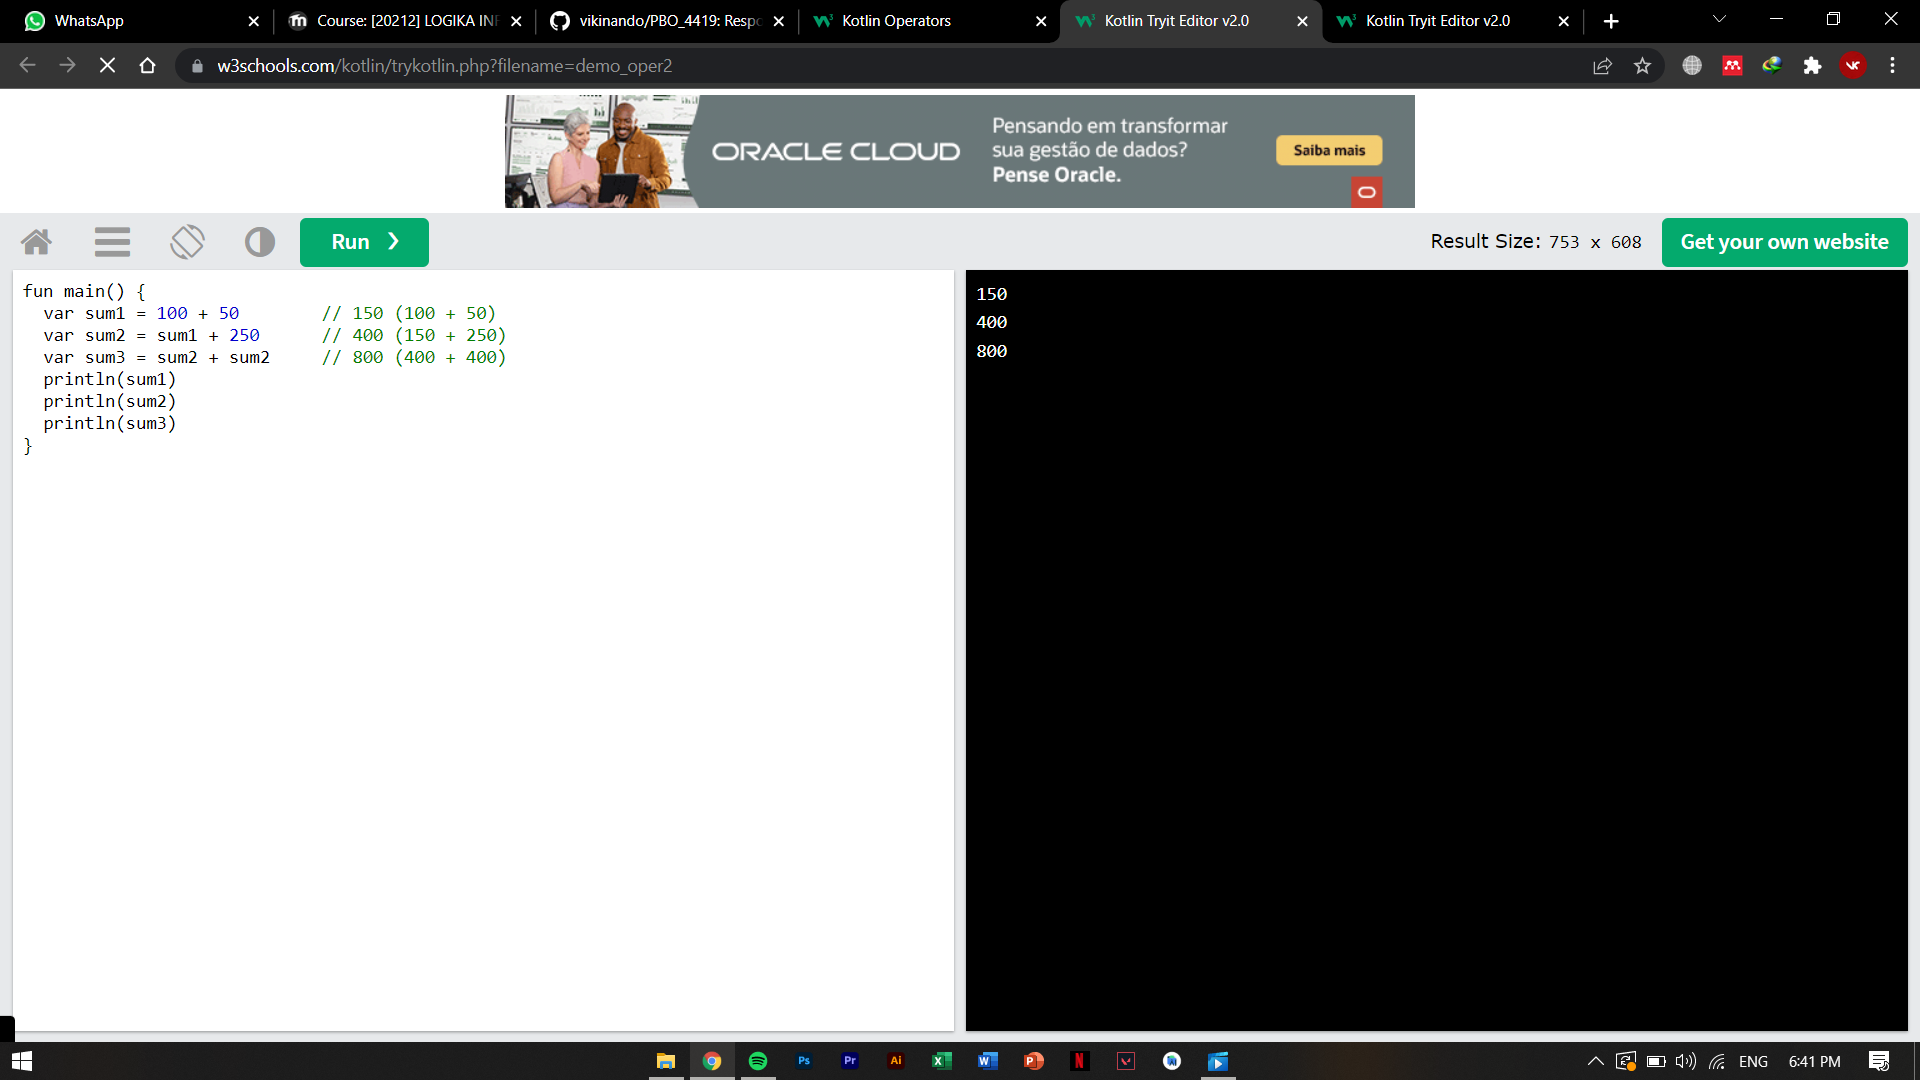 WhatsApp
Course: [20212] LOGIKA INF
vikinando/PBO_4419: Respo
Kotlin Operators
Kotlin Tryit Editor v2.0
Kotlin Tryit Editor v2.0
w3schools.com/kotlin/trykotlin.php?filename=demo_oper2
VK
ORACLE CLOUD
Pensando em transformar
sua gestão de dados?
Pense Oracle.
Saiba mais
Run ❯
Result Size: 753 x 608
Get your own website
fun main() {
  var sum1 = 100 + 50        // 150 (100 + 50)
  var sum2 = sum1 + 250      // 400 (150 + 250)
  var sum3 = sum2 + sum2     // 800 (400 + 400)
  println(sum1)
  println(sum2)
  println(sum3)
}
150
400
800
Ps
Pr
Ai
ENG
6:41 PM